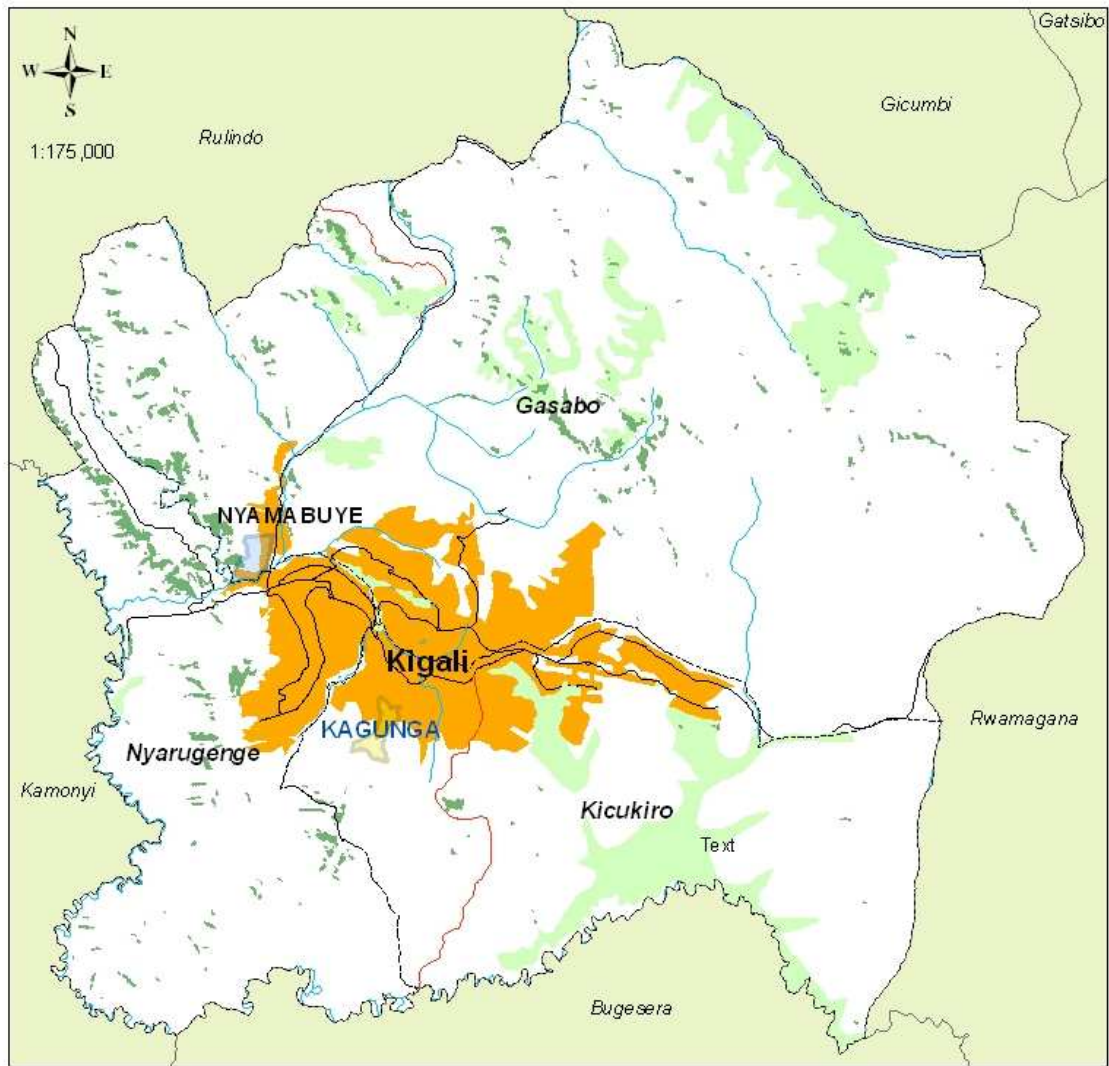 Gatsibo
N
W E
S
Gicumbi
Rulindo
1:175,000
Gasabo
NYAMABUYE
Kigali
KAGUNGA
Nyarugenge
Rwamagana
Kamonyi
Kicukiro
Text
Bugesera